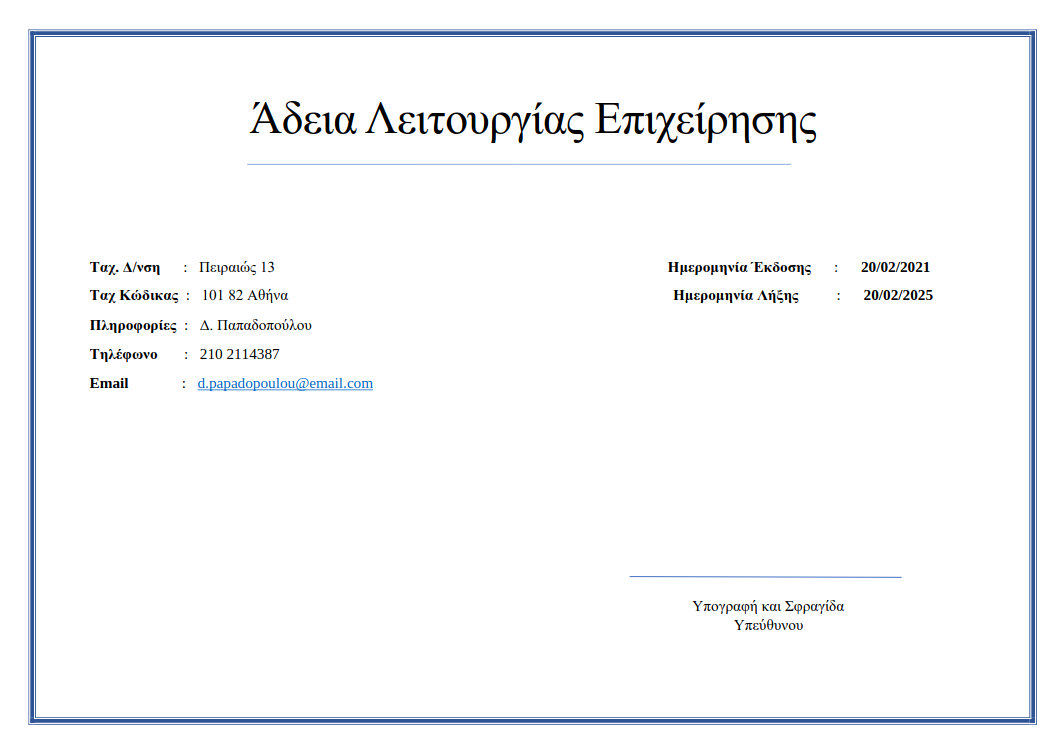 Άδεια Λειτουργίας Επιχείρησης
Ταχ. Δ/νση : Πειραιώς 13
Ταχ Κώδικας : 101 82 Αθήνα
Πληροφορίες : Δ. Παπαδοπούλου
Τηλέφωνο : 210 2114387
Email : d.papadopoulou@email.com
Ημερομηνία Έκδοσης : 20/02/2021
Ημερομηνία Λήξης : 20/02/2025
Υπογραφή και Σφραγίδα
Υπεύθυνου